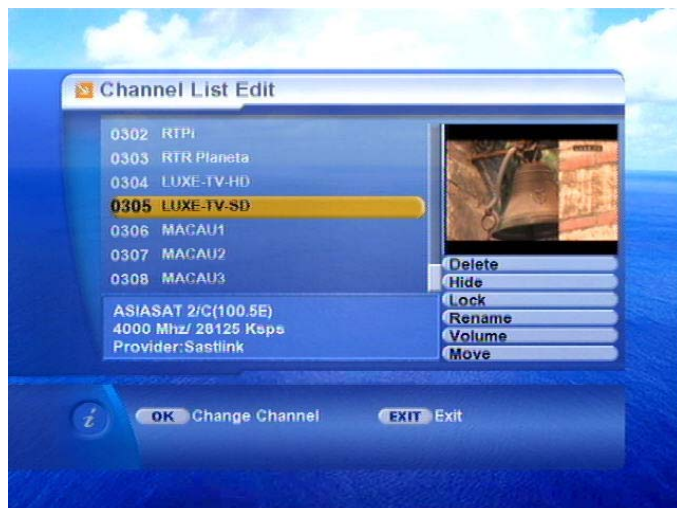 Channel List Edit
0302 RTPi
0303 RTR Planeta
0304 LUXE-TV-HD
0305 LUXE-TV-SD
0306 MACAU1
0307 MACAU2
0308 MACAU3
Delete
Hide
Lock
Rename
Volume
Move
ASIASAT 2/C(100.5E)
4000 Mhz/ 28125 Ksps
Provider:Sastlink
i
OK Change Channel
EXIT Exit